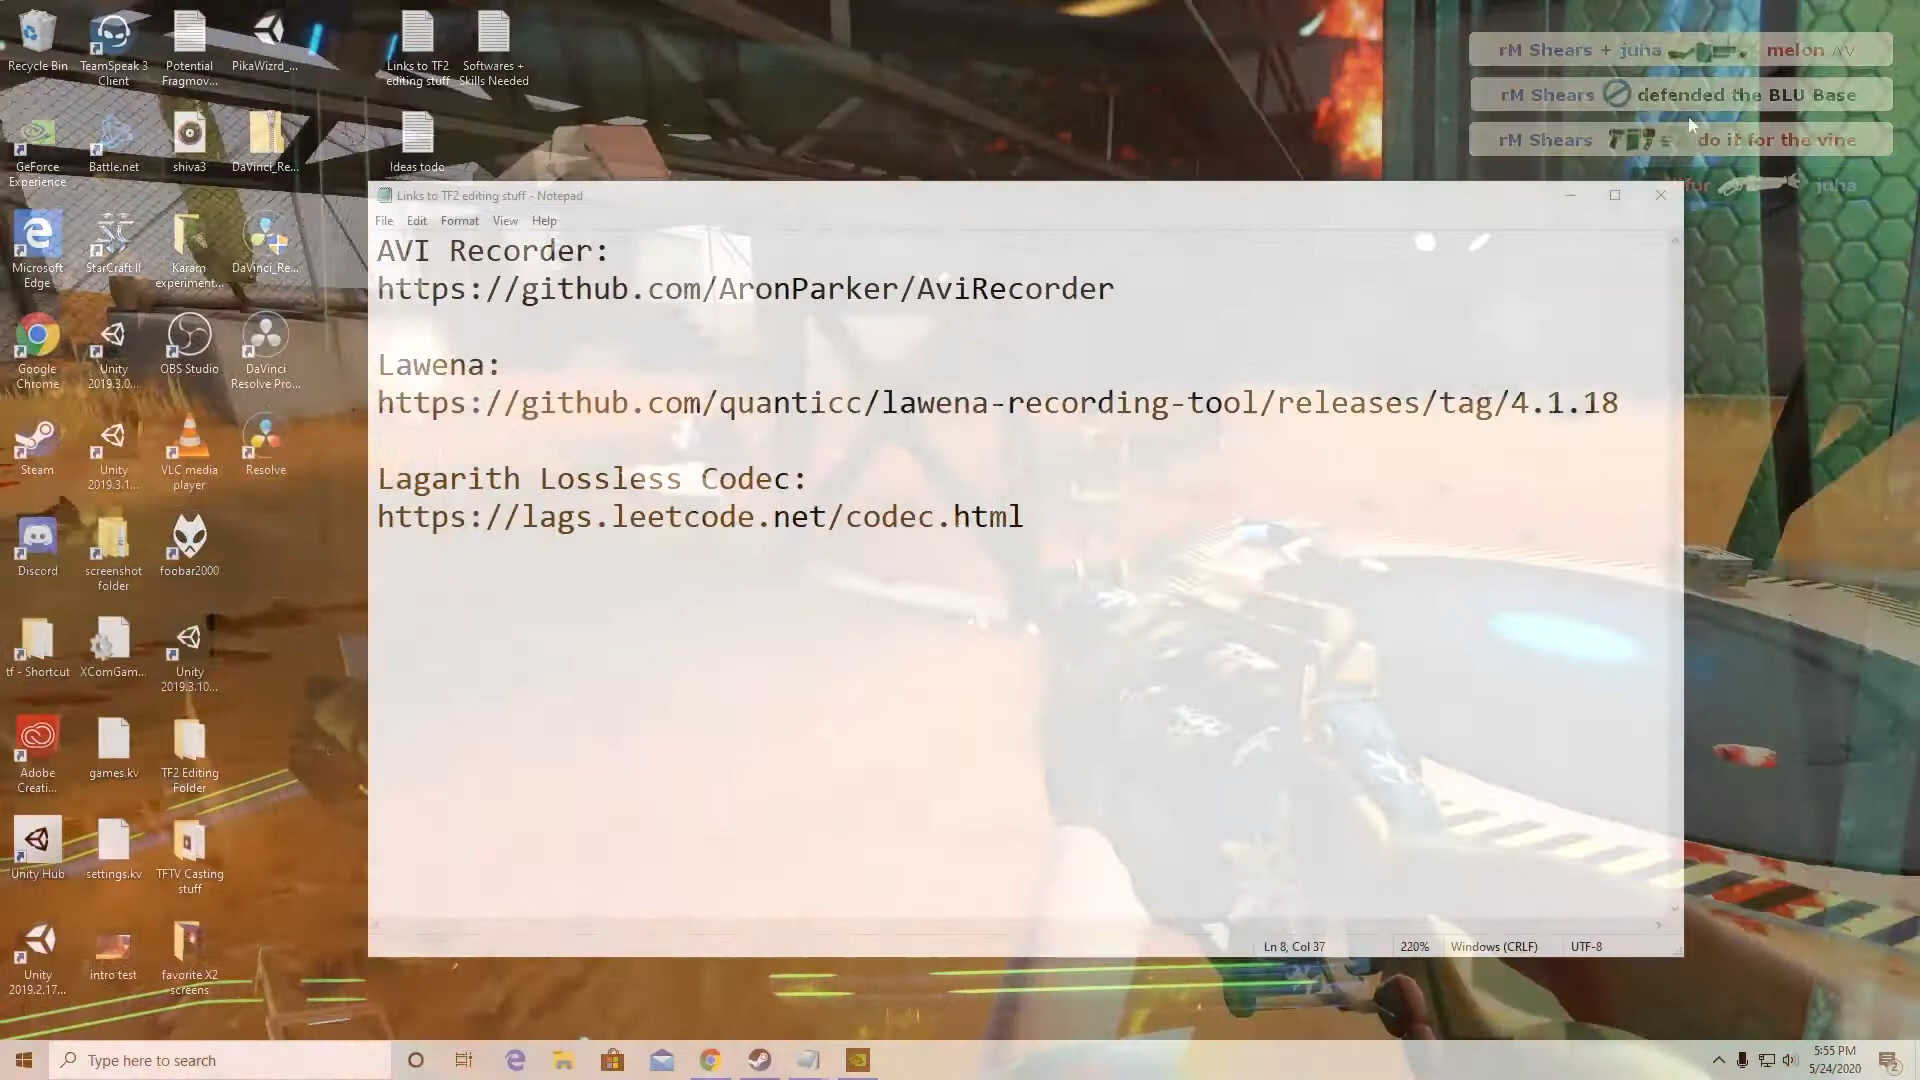 Recycle Bin
TeamSpeak 3
Client
Potential
Fragmov...
PikaWizrd_...
Links to TF2
editing stuff
Softwares +
Skills Needed
rM Shears + juha melon AV
rM Shears defended the BLU Base
rM Shears do it for the vine
juha
GeForce
Experience
Battle.net
shiva3
DaVinci_Re...
Ideas todo
Links to TF2 editing stuff - Notepad
File Edit Format View Help
AVI Recorder:
https://github.com/AronParker/AviRecorder
Lawena:
https://github.com/quanticc/lawena-recording-tool/releases/tag/4.1.18
Lagarith Lossless Codec:
https://lags.leetcode.net/codec.html
Ln 8, Col 37
220%
Windows (CRLF)
UTF-8
Microsoft
Edge
StarCraft II
Karam
experiment...
DaVinci_Re...
Google
Chrome
Unity
2019.3.0...
OBS Studio
DaVinci
Resolve Pro...
Steam
Unity
2019.3.1...
VLC media
player
Resolve
Discord
screenshot
folder
foobar2000
tf - Shortcut
XComGam...
Unity
2019.3.10...
Adobe
Creati...
games.kv
TF2 Editing
Folder
Unity Hub
settings.kv
TFTV Casting
stuff
Unity
2019.2.17...
intro test
favorite X2
screens
Type here to search
5:55 PM
5/24/2020
2